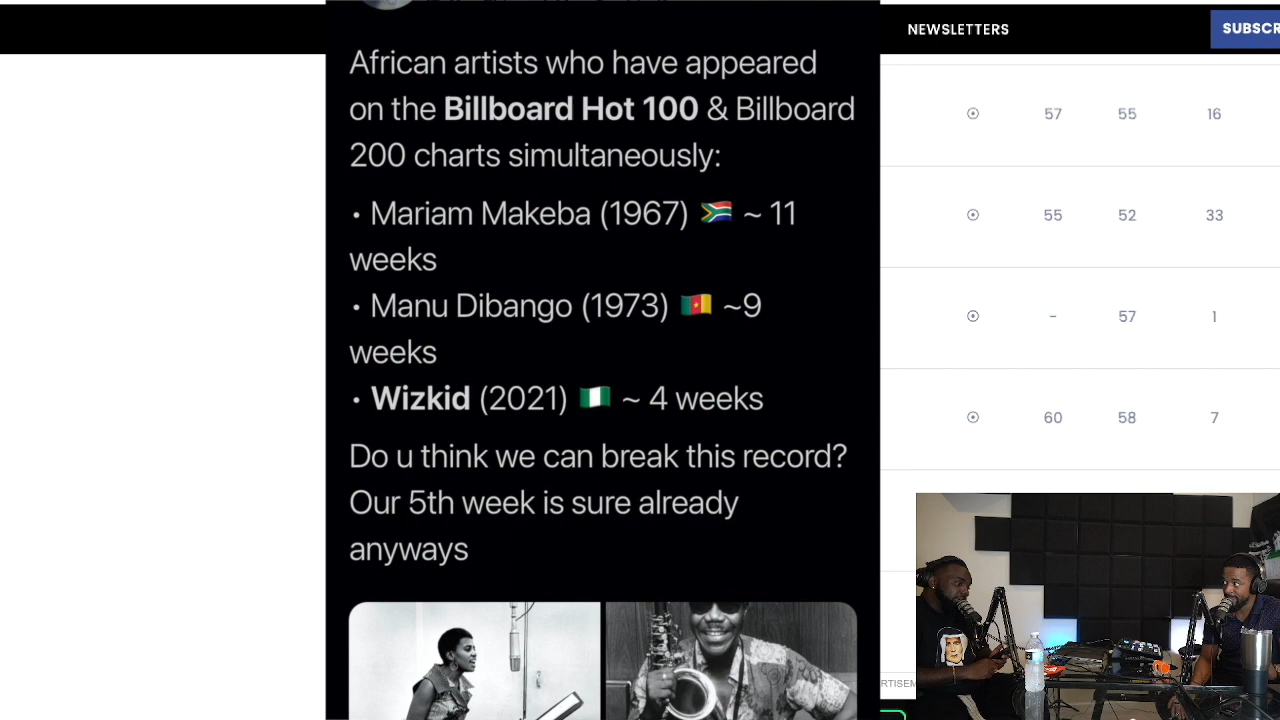 NEWSLETTERS
SUBSCR
African artists who have appeared
on the Billboard Hot 100 & Billboard
200 charts simultaneously:
• Mariam Makeba (1967) 🇿🇦 ~ 11
weeks
• Manu Dibango (1973) 🇨🇲 ~9
weeks
• Wizkid (2021) 🇳🇬 ~ 4 weeks
Do u think we can break this record?
Our 5th week is sure already
anyways
57 55 16
55 52 33
- 57 1
60 58 7
RTISEM